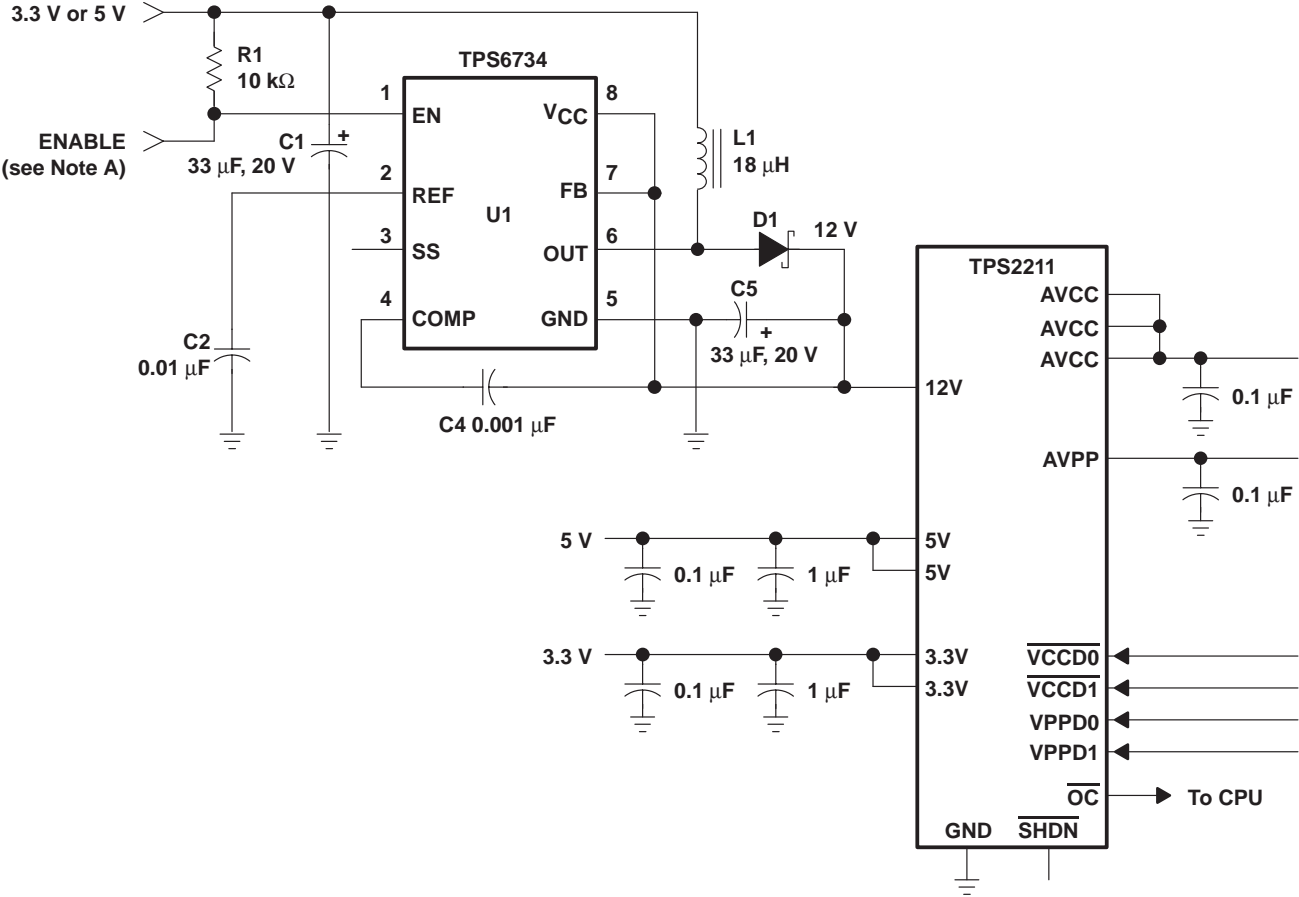 3.3 V or 5 V
R1
10 kΩ
TPS6734
1
8
EN
VCC
ENABLE
(see Note A)
C1
+
33 μF, 20 V
L1
18 μH
2
7
REF
FB
U1
D1
12 V
3
6
SS
OUT
TPS2211
AVCC
4
5
C5
COMP
GND
+
33 μF, 20 V
AVCC
C2
0.01 μF
AVCC
12V
0.1 μF
C4 0.001 μF
AVPP
0.1 μF
5 V
5V
5V
0.1 μF
1 μF
3.3 V
3.3V
VCCD0
3.3V
VCCD1
0.1 μF
1 μF
VPPD0
VPPD1
OC
To CPU
GND
SHDN